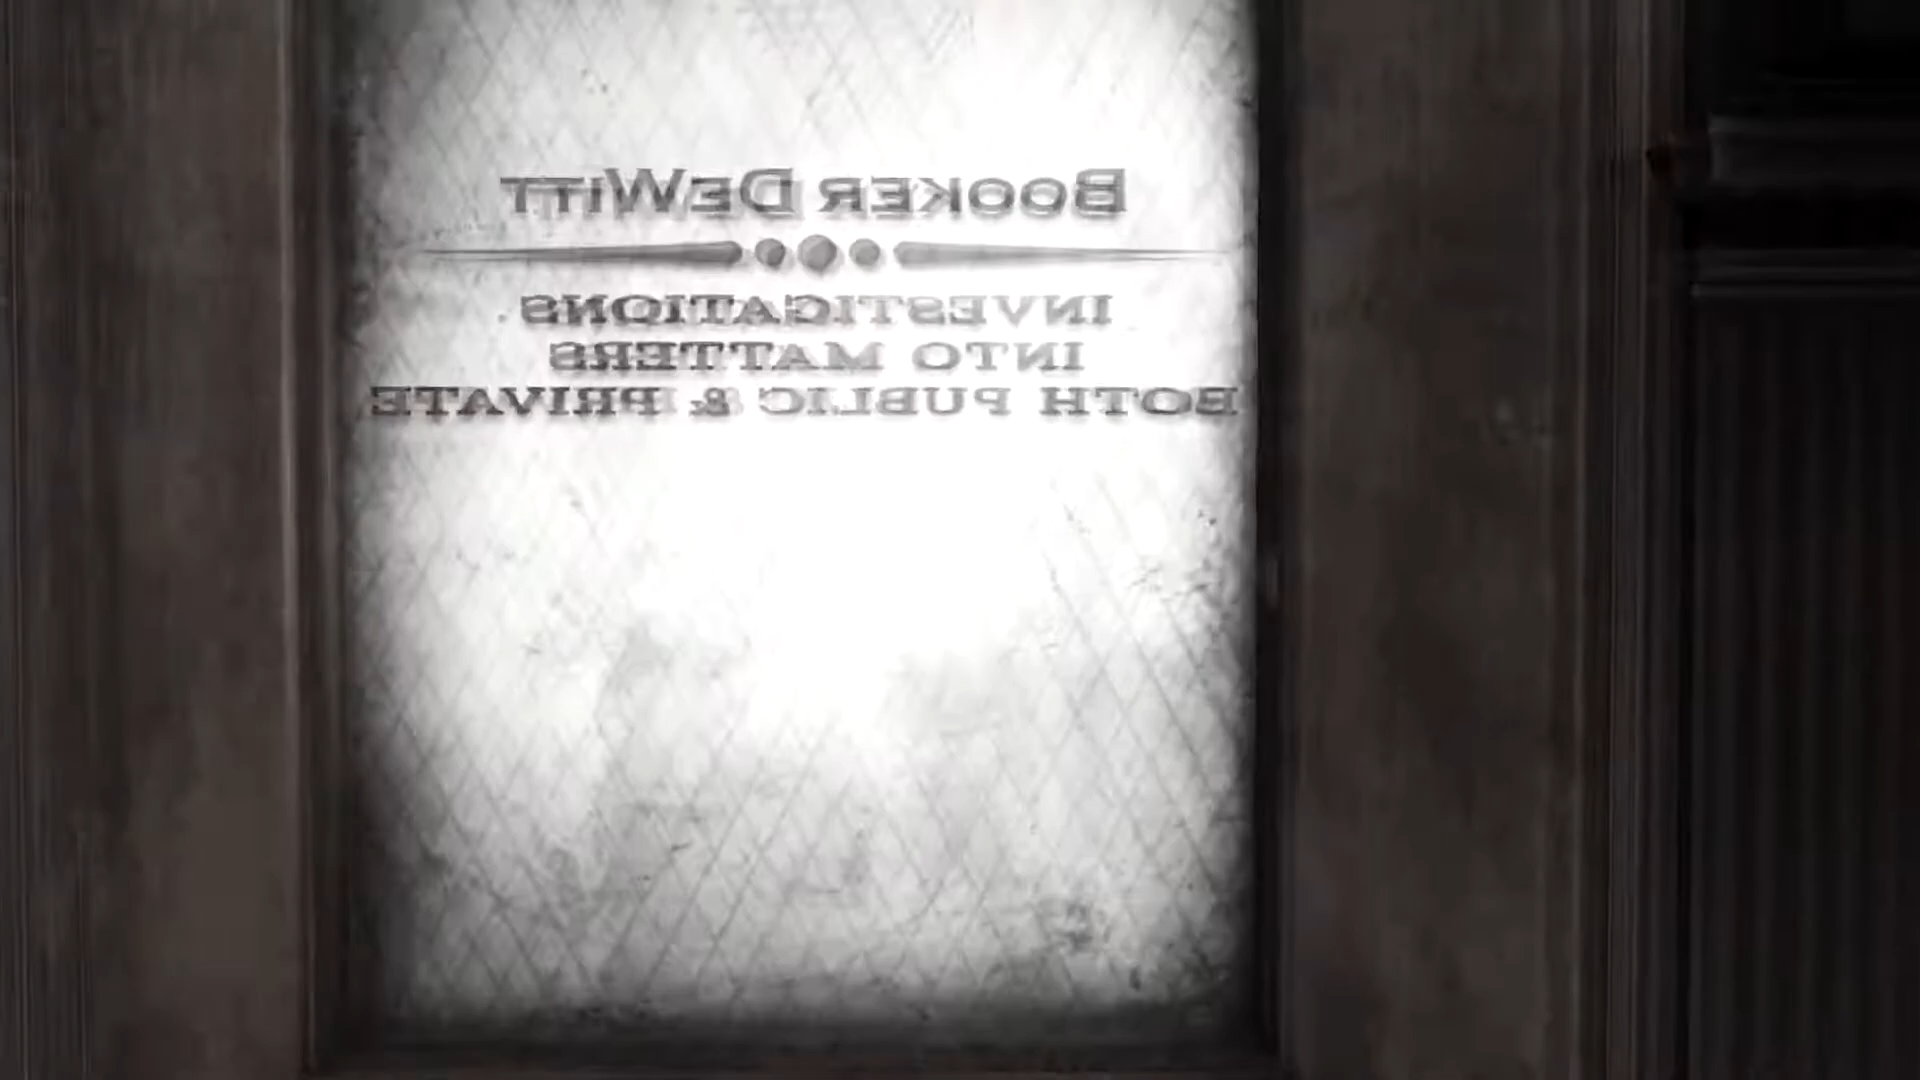 Booker DeWitt
INVESTIGATIONS
INTO MATTERS
BOTH PUBLIC & PRIVATE